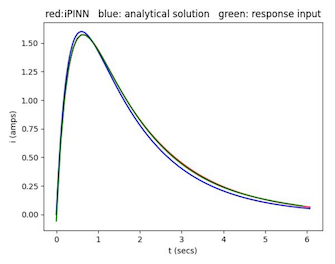 red:iPINN blue: analytical solution green: response input
1.50
1.25
1.00
0.75
0.50
0.25
0.00
i (amps)
0 1 2 3 4 5 6
t (secs)